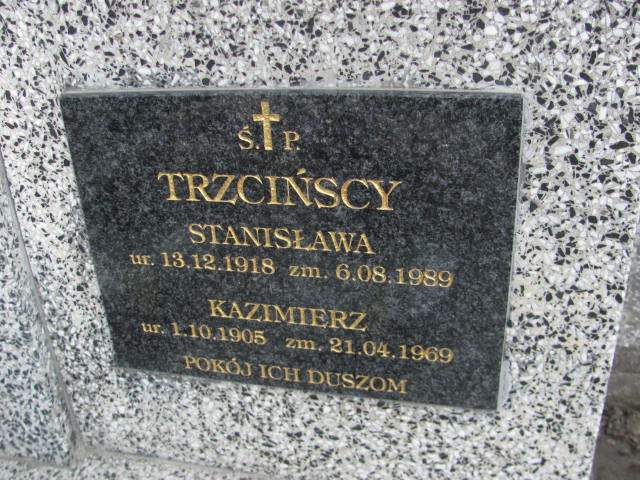 Ś. P.
TRZCIŃSCY
STANISŁAWA
ur. 13.12.1918 zm. 6.08.1989
KAZIMIERZ
ur. 1.10.1905 zm. 21.04.1969
POKÓJ ICH DUSZOM